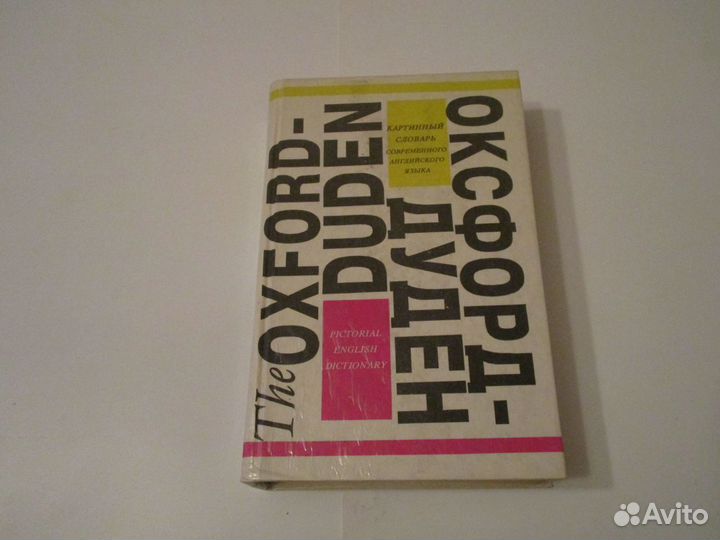 The OXFORD-
DUDEN
PICTORIAL
ENGLISH
DICTIONARY
ОКСФОРД-
ДУДЕН
КАРТИННЫЙ
СЛОВАРЬ
СОВРЕМЕННОГО
АНГЛИЙСКОГО
ЯЗЫКА
Avito